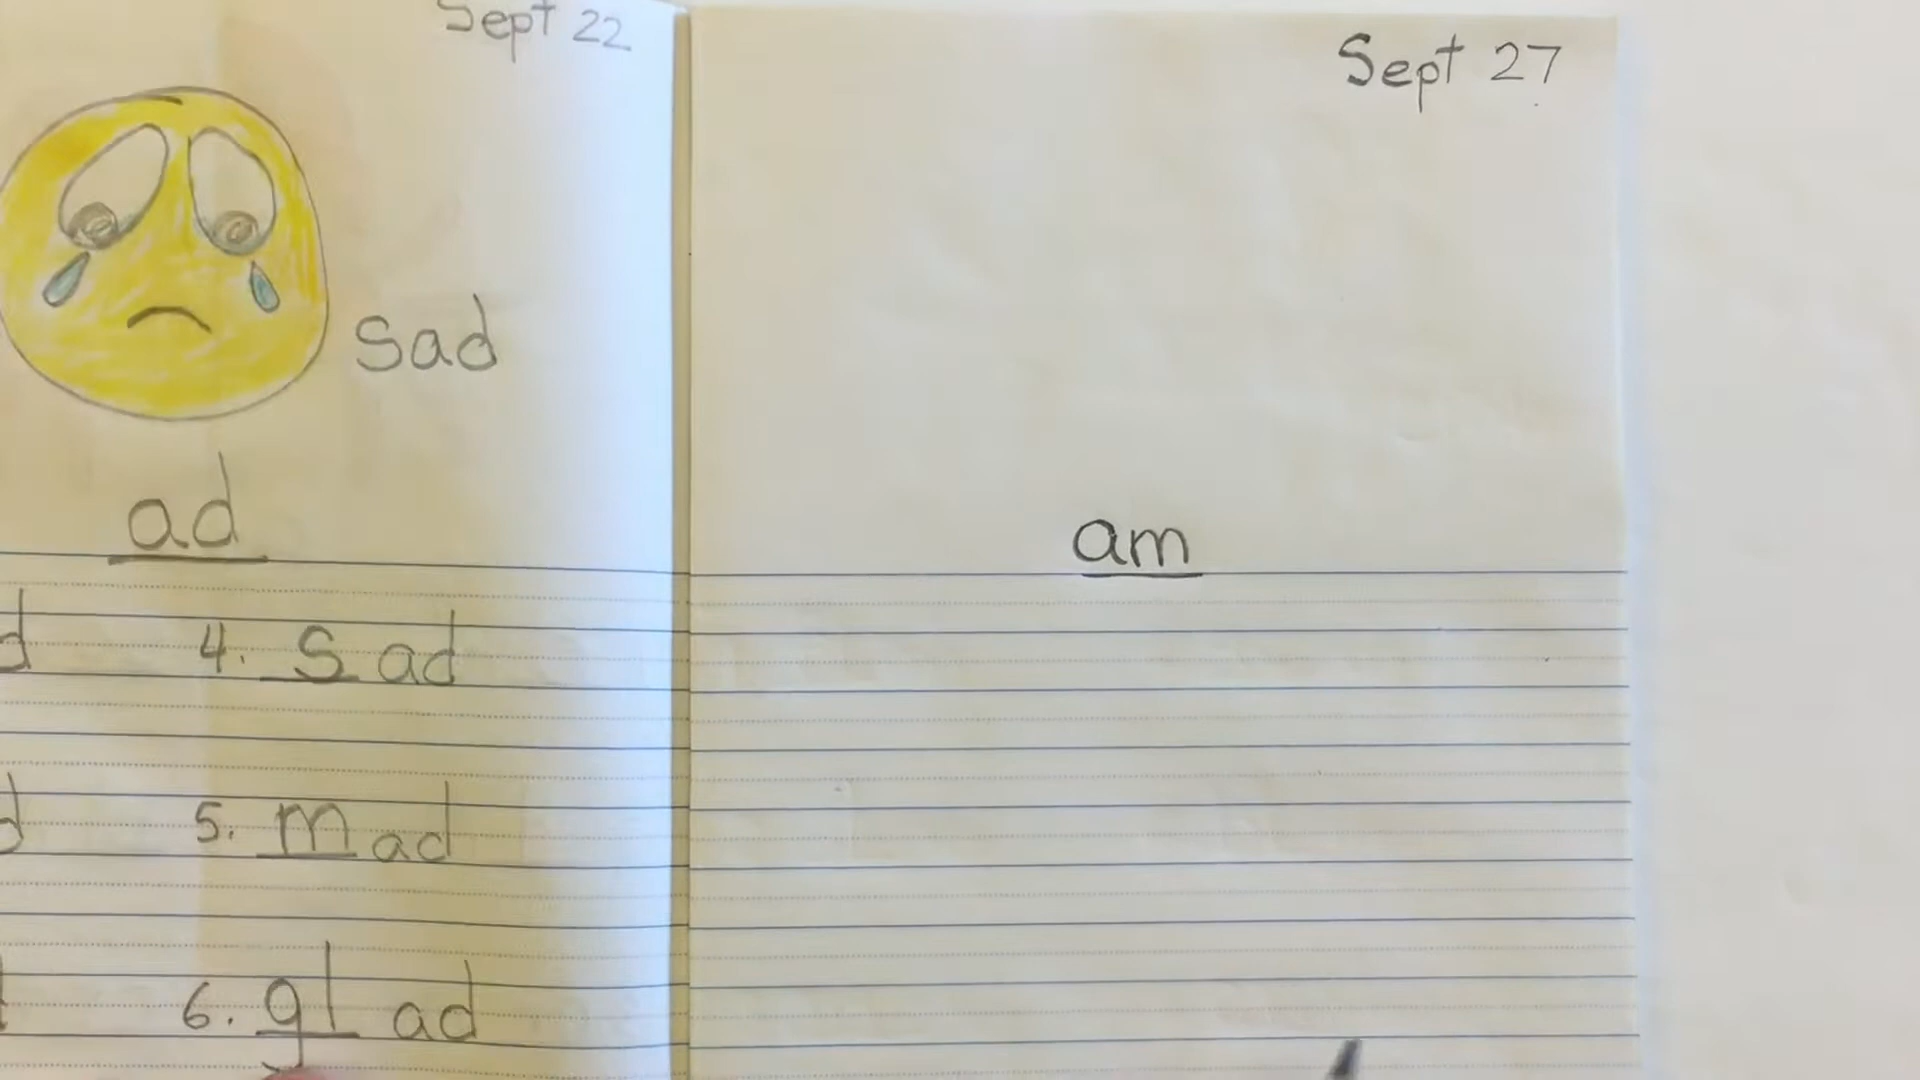 Sept 22
sad
ad
d 4. s ad
d 5. m ad
6. gl ad
Sept 27
am